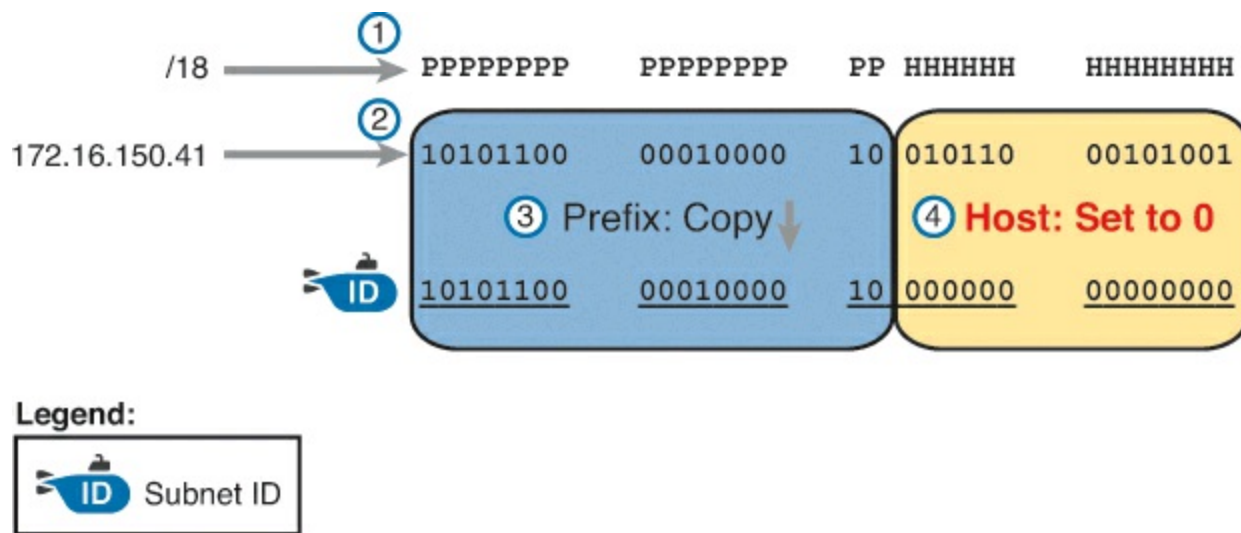 1
/18 PPPPPPPP PPPPPPPP PP HHHHHH HHHHHHHH
2
172.16.150.41 10101100 00010000 10 010110 00101001
3 Prefix: Copy 4 Host: Set to 0
ID 10101100 00010000 10 000000 00000000
Legend:
ID Subnet ID